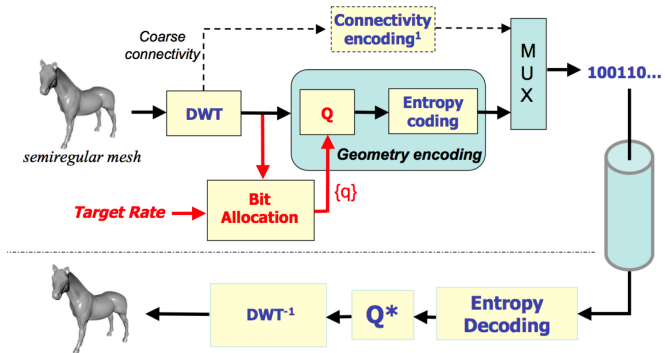 Connectivity
encoding¹
Coarse
connectivity
M
U
X
100110...
DWT
Q
Entropy
coding
semiregular mesh
Geometry encoding
{q}
Target Rate
Bit
Allocation
DWT⁻¹
Q*
Entropy
Decoding